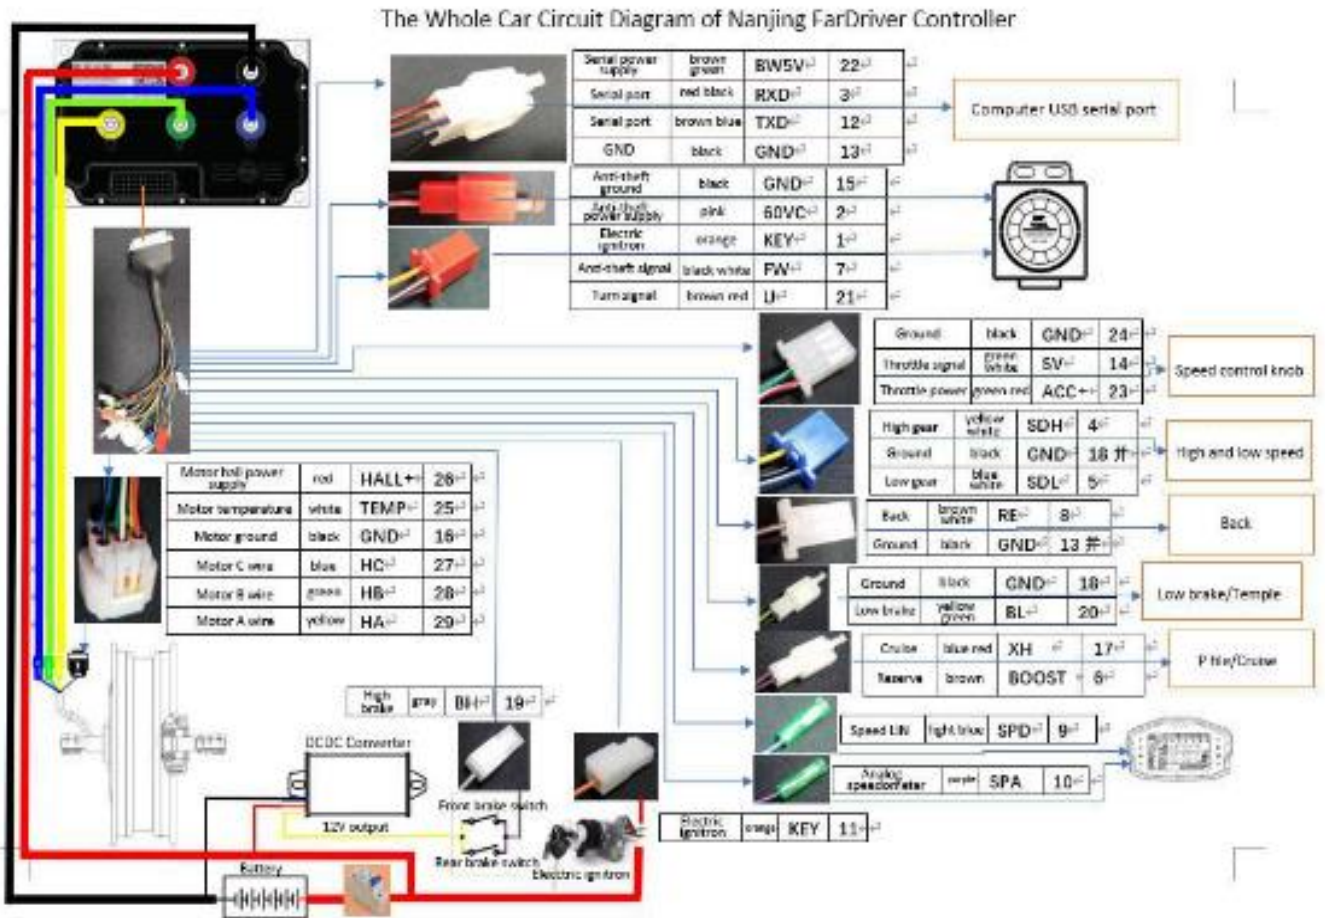 The Whole Car Circuit Diagram of Nanjing FarDriver Controller
Serial power supply brown green BW5V 22
Serial port red black RXD 3
Serial port brown blue TXD 12
GND black GND 13
Computer USB serial port
Anti-theft ground black GND 15
Anti-theft power supply pink 60VC 2
Electric ignitron orange KEY 1
Anti-theft signal black white FW 7
Turn signal brown red U 21
Ground black GND 24
Throttle signal green white SV 14
Throttle power green red ACC+ 23
Speed control knob
High gear yellow white SDH 4
Ground black GND 18 并
Low gear blue white SDL 5
High and low speed
Back brown white RE 8
Ground black GND 13 并
Back
Ground black GND 18
Low brake yellow green BL 20
Low brake/Temple
Cruise blue red XH 17
Reserve brown BOOST 6
P file/Cruise
Speed LIN light blue SPD 9
Analog speedometer purple SPA 10
Electric ignitron orange KEY 11
Motor hall power supply red HALL+ 26
Motor temperature white TEMP 25
Motor ground black GND 16
Motor C wire blue HC 27
Motor B wire green HB 28
Motor A wire yellow HA 29
High brake gray BH 19
DCDC Converter
12V output
Front brake switch
Rear brake switch
Electric ignitron
Battery